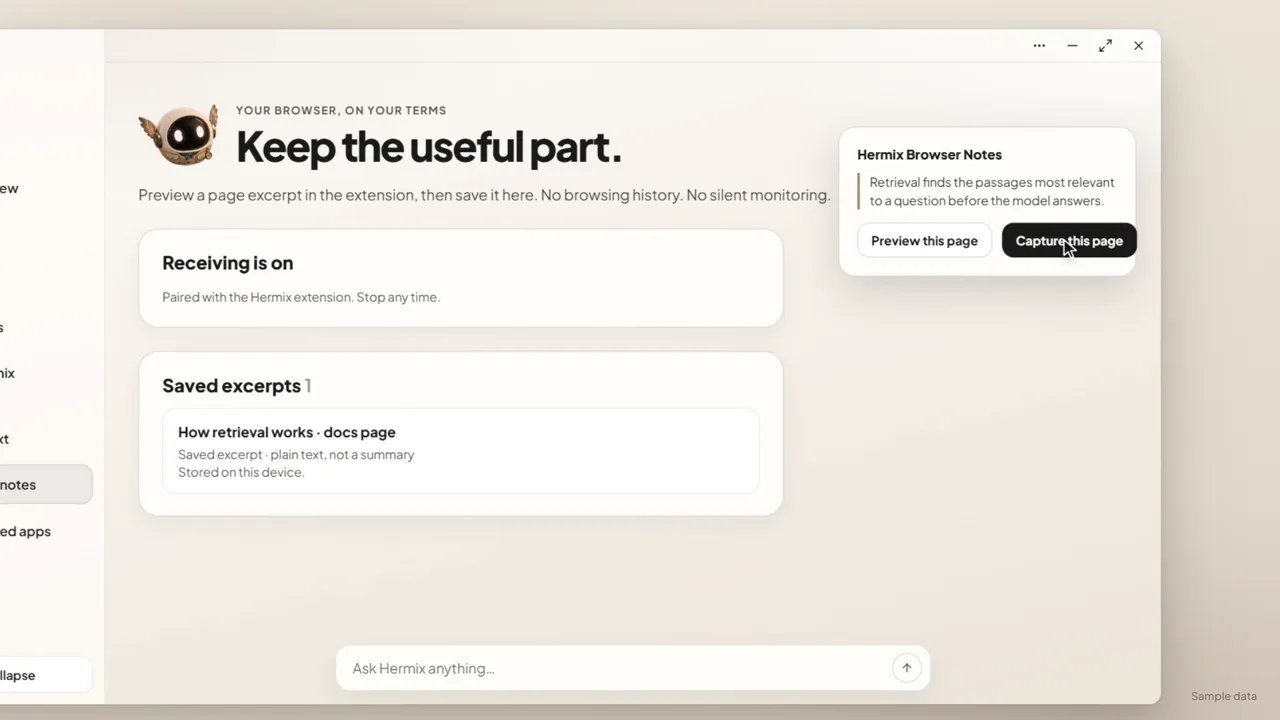 YOUR BROWSER, ON YOUR TERMS
Keep the useful part.
Preview a page excerpt in the extension, then save it here. No browsing history. No silent monitoring.
Receiving is on
Paired with the Hermix extension. Stop any time.
Saved excerpts 1
How retrieval works · docs page
Saved excerpt · plain text, not a summary
Stored on this device.
Hermix Browser Notes
Retrieval finds the passages most relevant
to a question before the model answers.
Preview this page
Capture this page
ew
s
nix
xt
notes
ed apps
llapse
Ask Hermix anything...
Sample data